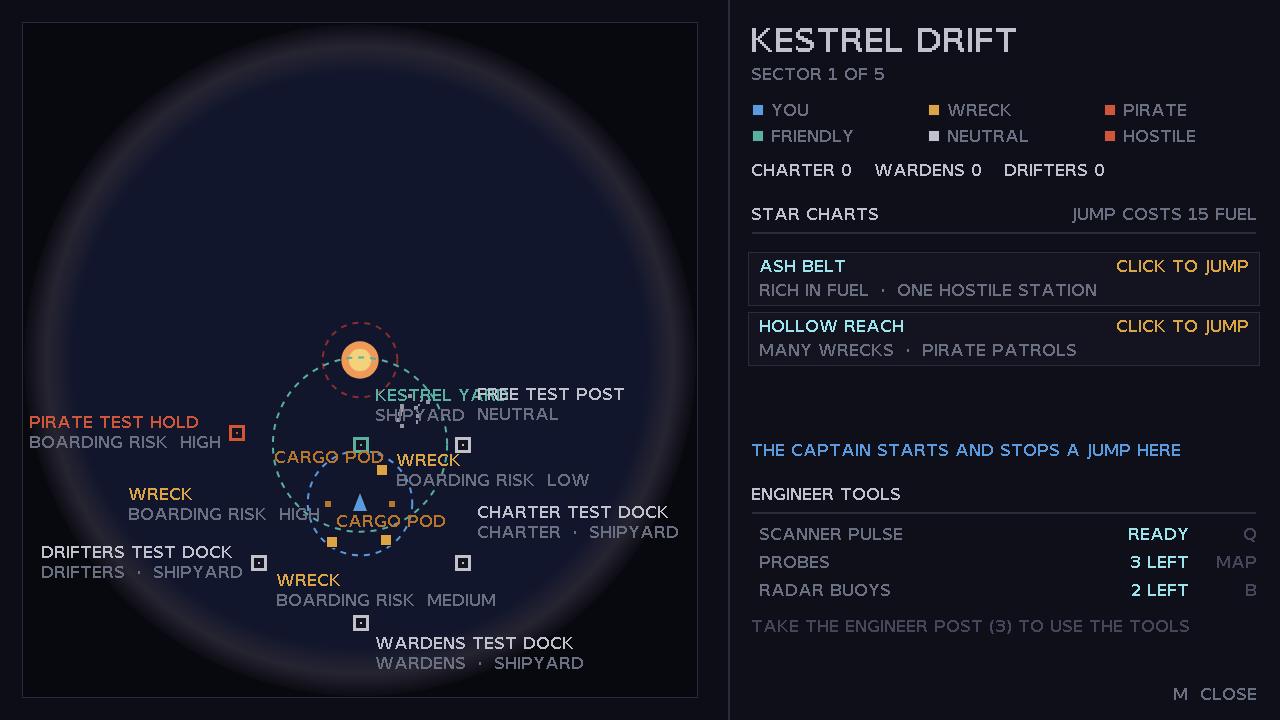 KESTREL DRIFT
SECTOR 1 OF 5
YOU
WRECK
PIRATE
FRIENDLY
NEUTRAL
HOSTILE
CHARTER 0 WARDENS 0 DRIFTERS 0
STAR CHARTS
JUMP COSTS 15 FUEL
ASH BELT
CLICK TO JUMP
RICH IN FUEL · ONE HOSTILE STATION
HOLLOW REACH
CLICK TO JUMP
MANY WRECKS · PIRATE PATROLS
THE CAPTAIN STARTS AND STOPS A JUMP HERE
ENGINEER TOOLS
SCANNER PULSE READY Q
PROBES 3 LEFT MAP
RADAR BUOYS 2 LEFT B
TAKE THE ENGINEER POST (3) TO USE THE TOOLS
M CLOSE
KESTREL YARD
SHIPYARD
FREE TEST POST
NEUTRAL
PIRATE TEST HOLD
BOARDING RISK HIGH
CARGO POD
WRECK
BOARDING RISK LOW
WRECK
BOARDING RISK HIGH
CARGO POD
CHARTER TEST DOCK
CHARTER · SHIPYARD
DRIFTERS TEST DOCK
DRIFTERS · SHIPYARD
WRECK
BOARDING RISK MEDIUM
WARDENS TEST DOCK
WARDENS · SHIPYARD